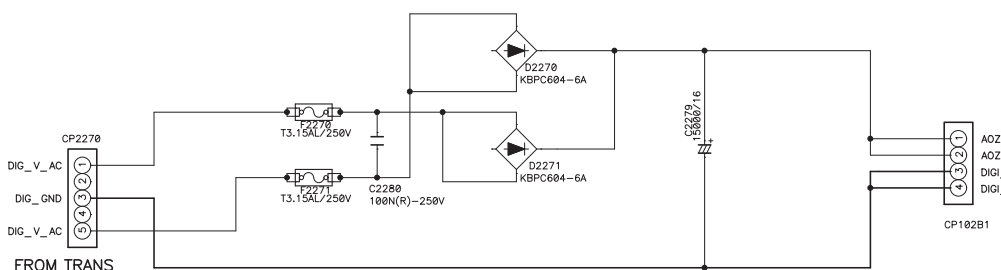 D2270
KBPC604-6A
F2270
T3.15AL/250V
C2279
15000/16
+
CP2270
D2271
KBPC604-6A
DIG_V_AC
1
2
DIG_GND
3
4
DIG_V_AC
5
F2271
T3.15AL/250V
C2280
100N(R)-250V
1
AOZ
2
AOZ
3
DIGI_
4
DIGI_
CP102B1
FROM TRANS